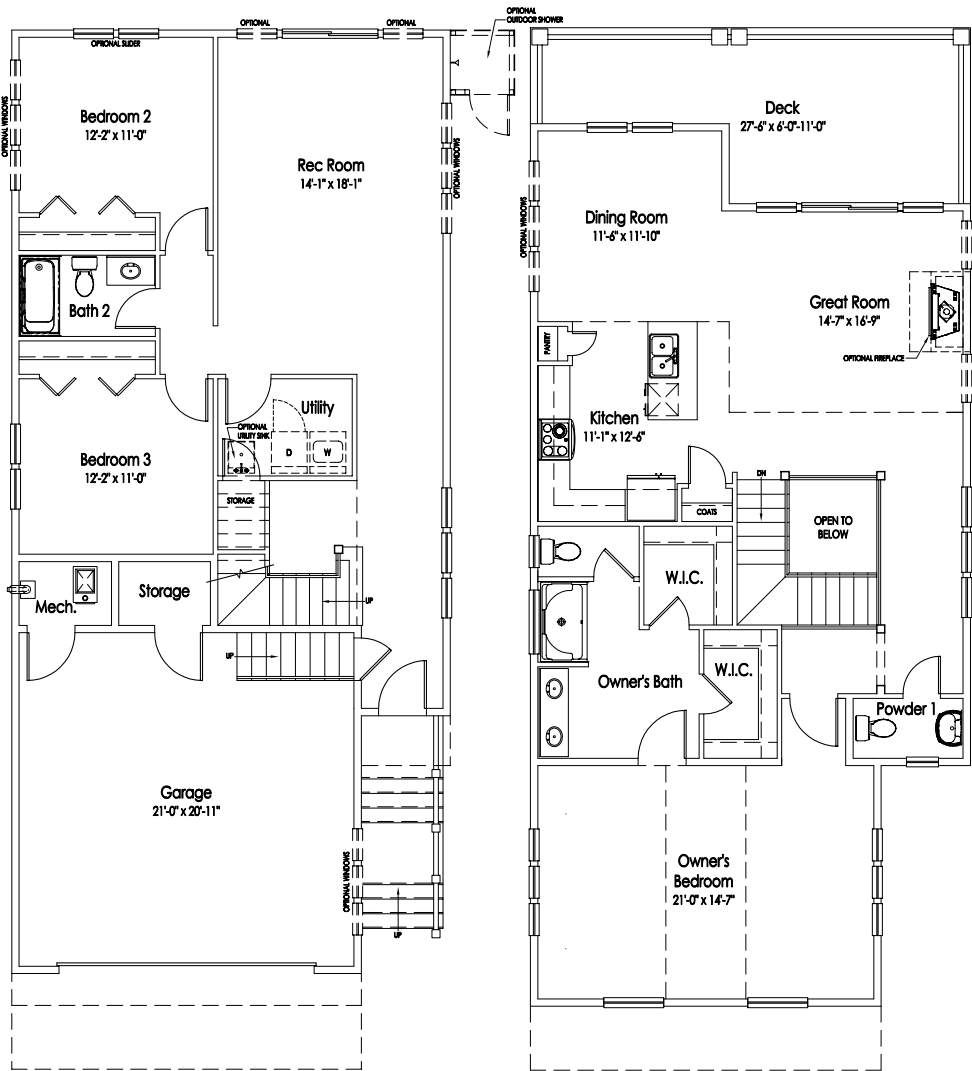 OPTIONAL
OPTIONAL
OPTIONAL SLIDER
OPTIONAL
OUTDOOR SHOWER
OPTIONAL WINDOWS
Bedroom 2
12'-2" x 11'-0"
Rec Room
14'-1" x 18'-1"
OPTIONAL WINDOWS
Bath 2
Utility
OPTIONAL
UTILITY SINK
D
W
Bedroom 3
12'-2" x 11'-0"
STORAGE
Mech.
Storage
UP
UP
Garage
21'-0" x 20'-11"
OPTIONAL WINDOWS
UP
Deck
27'-6" x 6'-0"-11'-0"
OPTIONAL WINDOWS
Dining Room
11'-6" x 11'-10"
Great Room
14'-7" x 16'-9"
OPTIONAL FIREPLACE
PANTRY
Kitchen
11'-1" x 12'-6"
COATS
DN
OPEN TO
BELOW
W.I.C.
W.I.C.
Owner's Bath
Powder 1
Owner's
Bedroom
21'-0" x 14'-7"